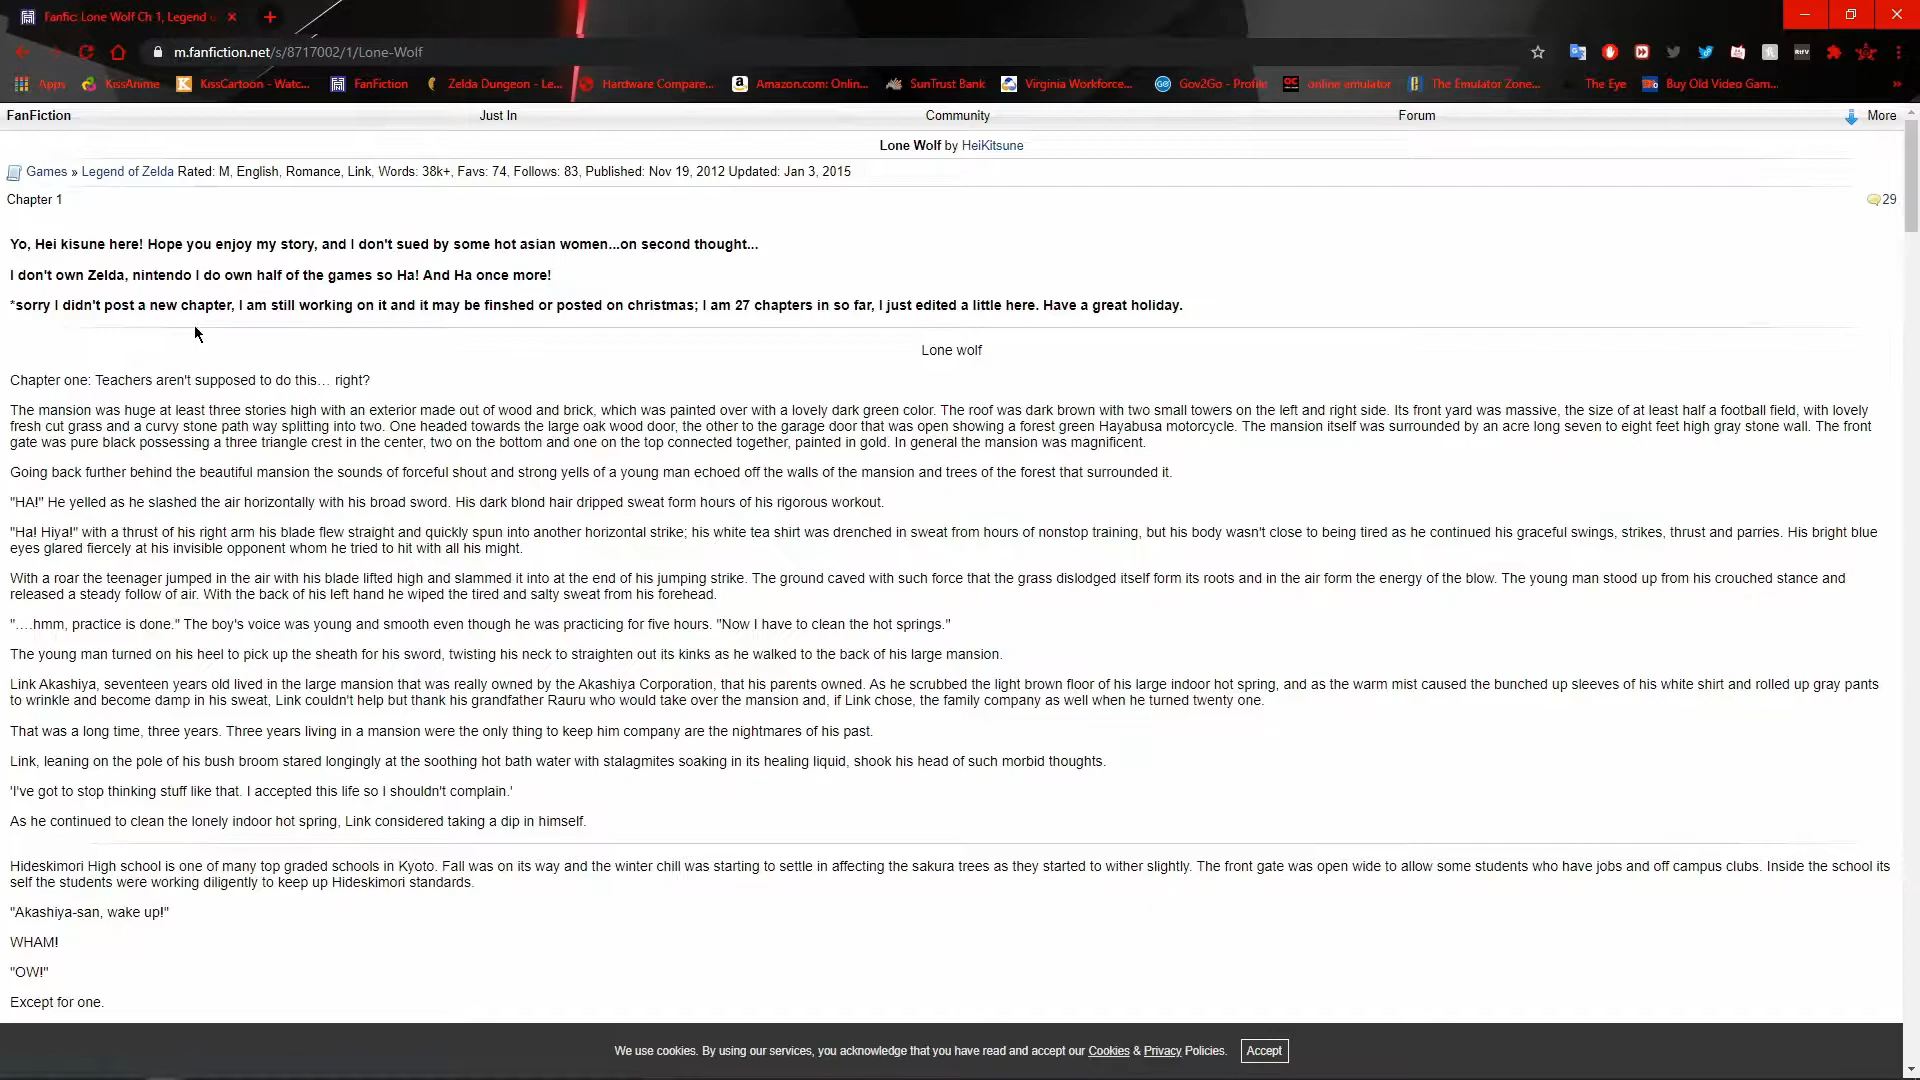 Fanfic: Lone Wolf Ch 1, Legend
m.fanfiction.net/s/8717002/1/Lone-Wolf
Apps KissAnime KissCartoon - Watc... FanFiction Zelda Dungeon - Le... Hardware Compare... Amazon.com: Onlin... SunTrust Bank Virginia Workforce... Gov2Go - Profile online emulator The Emulator Zone... The Eye Buy Old Video Gam... »
FanFiction Just In Community Forum More
Lone Wolf by HeiKitsune
Games » Legend of Zelda Rated: M, English, Romance, Link, Words: 38k+, Favs: 74, Follows: 83, Published: Nov 19, 2012 Updated: Jan 3, 2015
Chapter 1 29
Yo, Hei kisune here! Hope you enjoy my story, and I don't sued by some hot asian women...on second thought...
I don't own Zelda, nintendo I do own half of the games so Ha! And Ha once more!
*sorry I didn't post a new chapter, I am still working on it and it may be finshed or posted on christmas; I am 27 chapters in so far, I just edited a little here. Have a great holiday.
Lone wolf
Chapter one: Teachers aren't supposed to do this… right?
The mansion was huge at least three stories high with an exterior made out of wood and brick, which was painted over with a lovely dark green color. The roof was dark brown with two small towers on the left and right side. Its front yard was massive, the size of at least half a football field, with lovely
fresh cut grass and a curvy stone path way splitting into two. One headed towards the large oak wood door, the other to the garage door that was open showing a forest green Hayabusa motorcycle. The mansion itself was surrounded by an acre long seven to eight feet high gray stone wall. The front
gate was pure black possessing a three triangle crest in the center, two on the bottom and one on the top connected together, painted in gold. In general the mansion was magnificent.
Going back further behind the beautiful mansion the sounds of forceful shout and strong yells of a young man echoed off the walls of the mansion and trees of the forest that surrounded it.
"HA!" He yelled as he slashed the air horizontally with his broad sword. His dark blond hair dripped sweat form hours of his rigorous workout.
"Ha! Hiya!" with a thrust of his right arm his blade flew straight and quickly spun into another horizontal strike; his white tea shirt was drenched in sweat from hours of nonstop training, but his body wasn't close to being tired as he continued his graceful swings, strikes, thrust and parries. His bright blue
eyes glared fiercely at his invisible opponent whom he tried to hit with all his might.
With a roar the teenager jumped in the air with his blade lifted high and slammed it into at the end of his jumping strike. The ground caved with such force that the grass dislodged itself form its roots and in the air form the energy of the blow. The young man stood up from his crouched stance and
released a steady follow of air. With the back of his left hand he wiped the tired and salty sweat from his forehead.
"….hmm, practice is done." The boy's voice was young and smooth even though he was practicing for five hours. "Now I have to clean the hot springs."
The young man turned on his heel to pick up the sheath for his sword, twisting his neck to straighten out its kinks as he walked to the back of his large mansion.
Link Akashiya, seventeen years old lived in the large mansion that was really owned by the Akashiya Corporation, that his parents owned. As he scrubbed the light brown floor of his large indoor hot spring, and as the warm mist caused the bunched up sleeves of his white shirt and rolled up gray pants
to wrinkle and become damp in his sweat, Link couldn't help but thank his grandfather Rauru who would take over the mansion and, if Link chose, the family company as well when he turned twenty one.
That was a long time, three years. Three years living in a mansion were the only thing to keep him company are the nightmares of his past.
Link, leaning on the pole of his bush broom stared longingly at the soothing hot bath water with stalagmites soaking in its healing liquid, shook his head of such morbid thoughts.
'I've got to stop thinking stuff like that. I accepted this life so I shouldn't complain.'
As he continued to clean the lonely indoor hot spring, Link considered taking a dip in himself.
Hideskimori High school is one of many top graded schools in Kyoto. Fall was on its way and the winter chill was starting to settle in affecting the sakura trees as they started to wither slightly. The front gate was open wide to allow some students who have jobs and off campus clubs. Inside the school its
self the students were working diligently to keep up Hideskimori standards.
"Akashiya-san, wake up!"
WHAM!
"OW!"
Except for one.
We use cookies. By using our services, you acknowledge that you have read and accept our Cookies & Privacy Policies. Accept